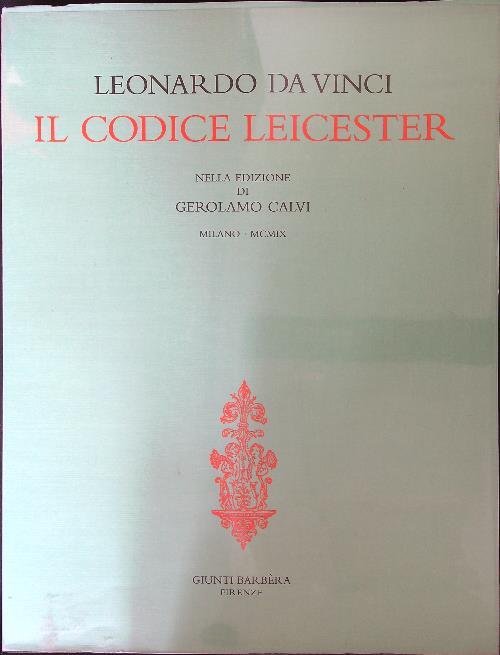 LEONARDO DA VINCI
IL CODICE LEICESTER
NELLA EDIZIONE
DI
GEROLAMO CALVI
MILANO · MCMIX
GIUNTI BARBÈRA
FIRENZE